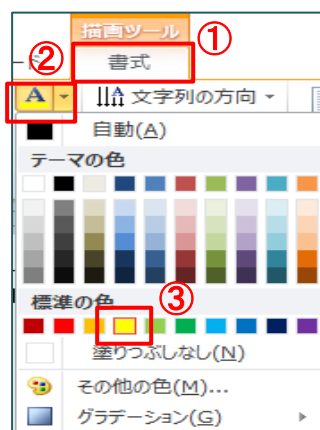 描画ツール ①
書式
②
A 文字列の方向
自動(A)
テーマの色
標準の色 ③
塗りつぶしなし(N)
その他の色(M)...
グラデーション(G)